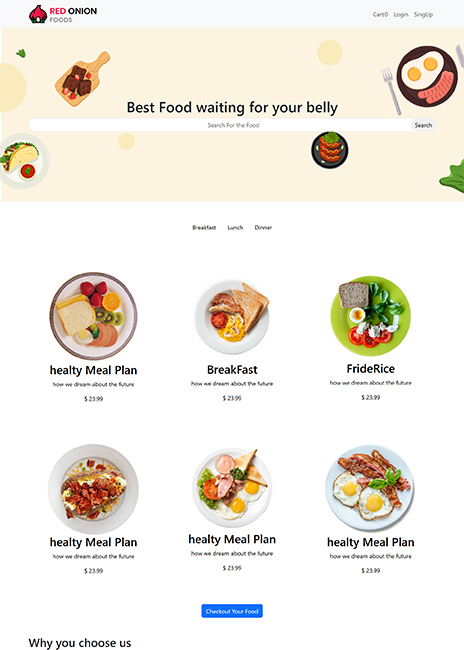 RED ONION
FOODS
Cart0 Login SingUp
Best Food waiting for your belly
Search For the Food
Search
Breakfast Lunch Dinner
healty Meal Plan
how we dream about the future
$ 23.99
BreakFast
how we dream about the future
$ 23.99
FrideRice
how we dream about the future
$ 23.99
healty Meal Plan
how we dream about the future
$ 23.99
healty Meal Plan
how we dream about the future
$ 23.99
healty Meal Plan
how we dream about the future
$ 23.99
Checkout Your Food
Why you choose us